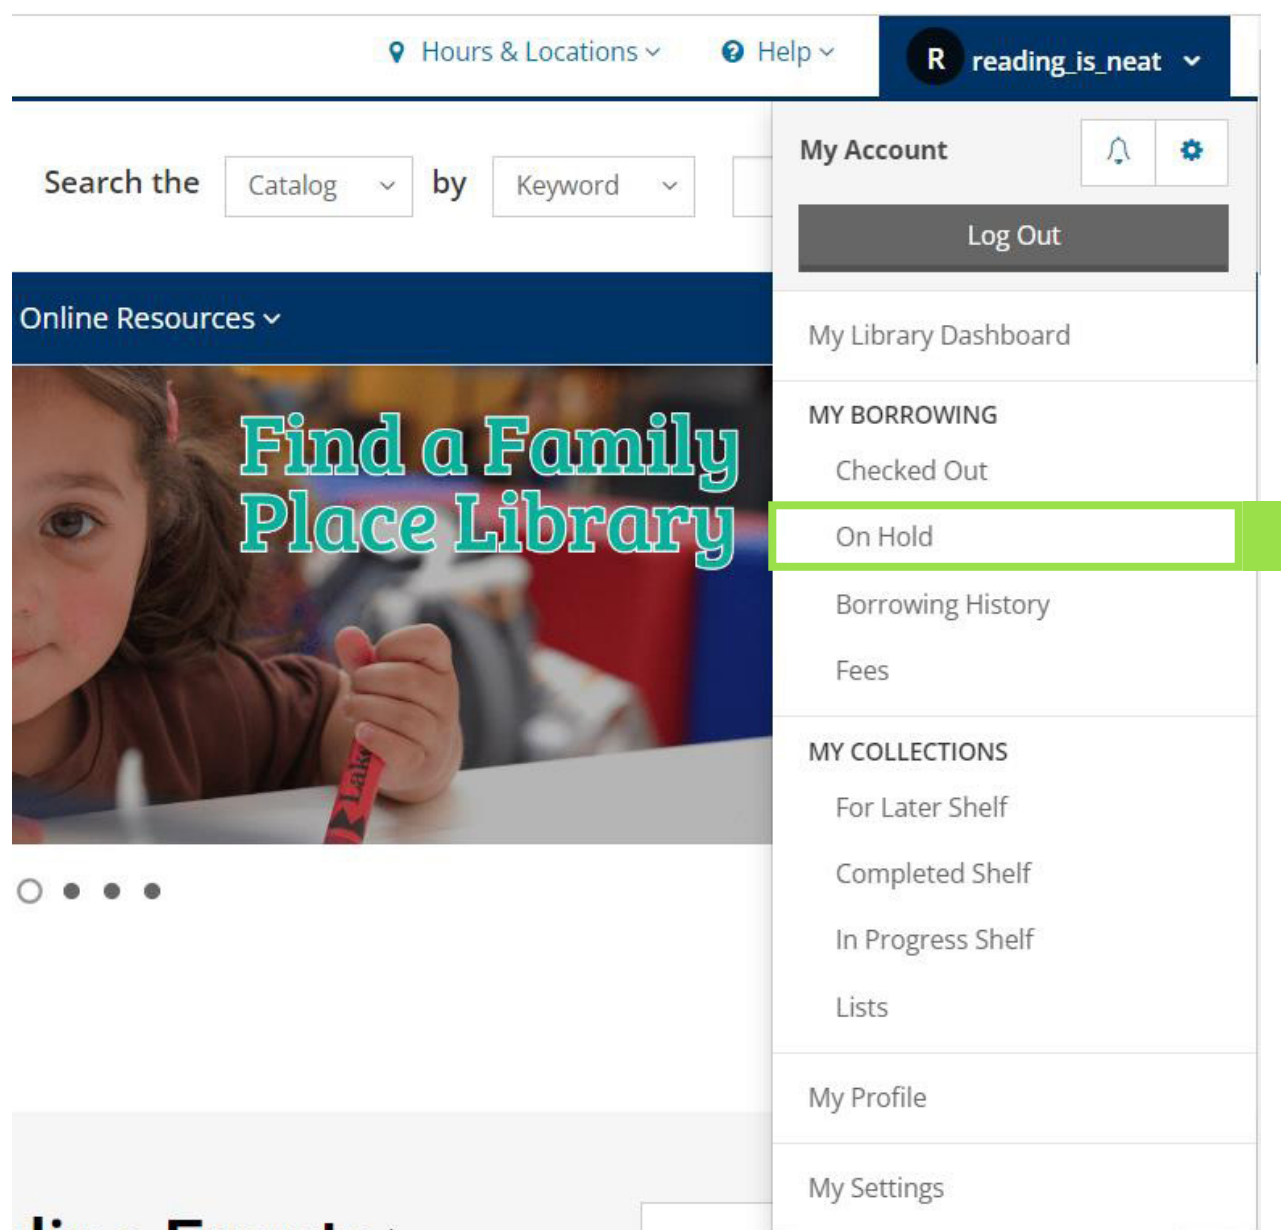 Hours & Locations
Help
R reading_is_neat
My Account
Search the Catalog by Keyword
Log Out
Online Resources
My Library Dashboard
Find a Family
Place Library
MY BORROWING
Checked Out
On Hold
Borrowing History
Fees
MY COLLECTIONS
For Later Shelf
Completed Shelf
In Progress Shelf
Lists
My Profile
My Settings